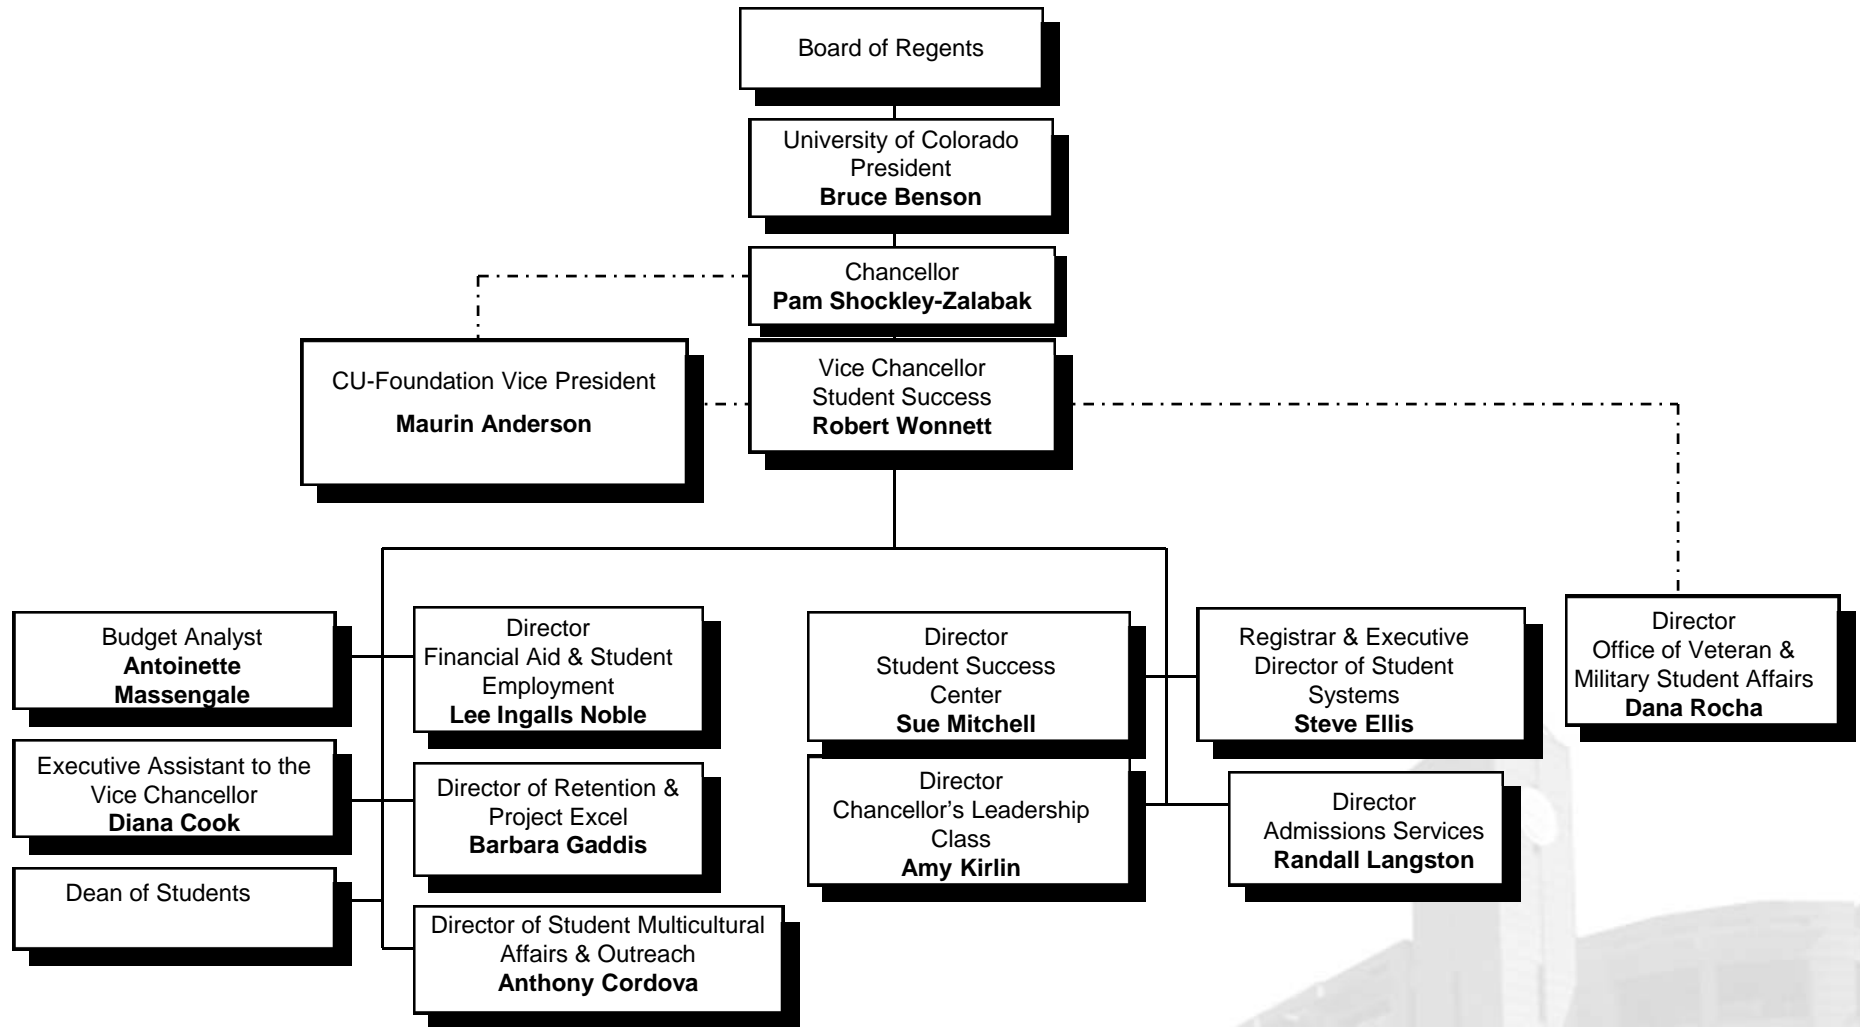 Board of Regents
University of Colorado
President
Bruce Benson
Chancellor
Pam Shockley-Zalabak
CU-Foundation Vice President
Maurin Anderson
Vice Chancellor
Student Success
Robert Wonnett
Budget Analyst
Antoinette
Massengale
Director
Financial Aid & Student
Employment
Lee Ingalls Noble
Director
Student Success
Center
Sue Mitchell
Registrar & Executive
Director of Student
Systems
Steve Ellis
Director
Office of Veteran &
Military Student Affairs
Dana Rocha
Executive Assistant to the
Vice Chancellor
Diana Cook
Director of Retention &
Project Excel
Barbara Gaddis
Director
Chancellor’s Leadership
Class
Amy Kirlin
Director
Admissions Services
Randall Langston
Dean of Students
Director of Student Multicultural
Affairs & Outreach
Anthony Cordova